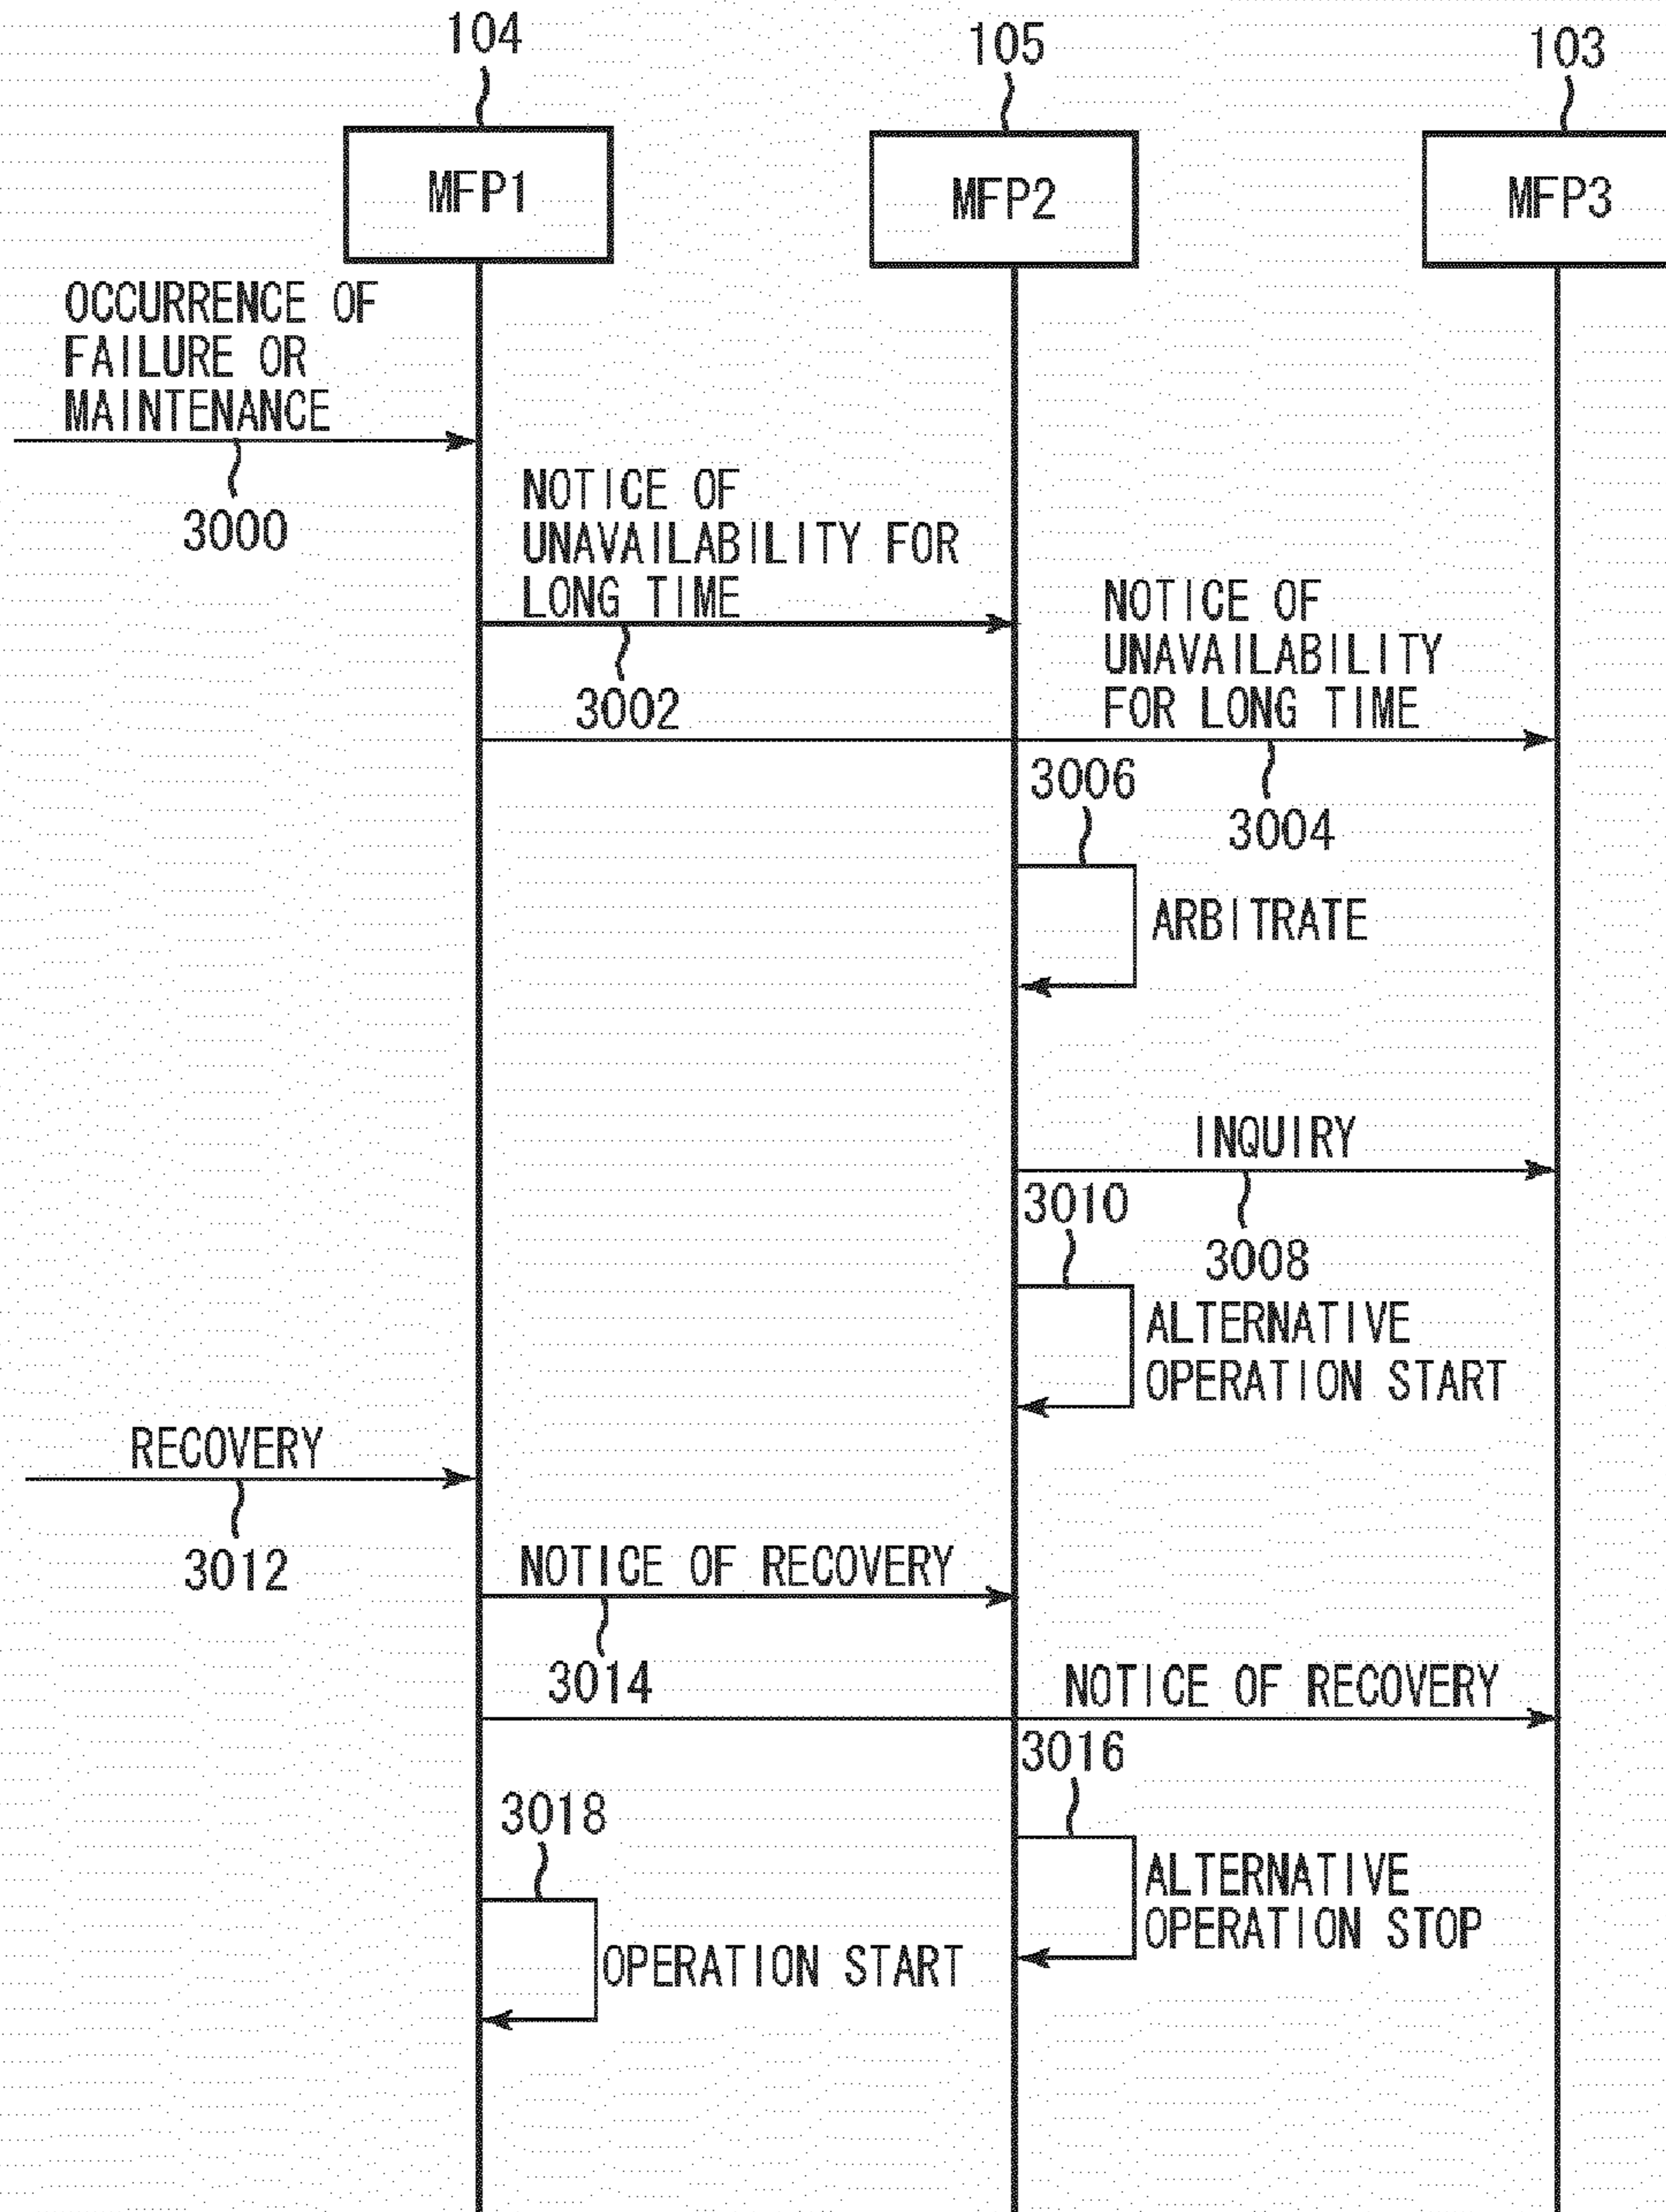 104
105
103
MFP1
MFP2
MFP3
OCCURRENCE OF
FAILURE OR
MAINTENANCE
3000
NOTICE OF
UNAVAILABILITY FOR
LONG TIME
3002
NOTICE OF
UNAVAILABILITY
FOR LONG TIME
3004
3006
ARBITRATE
INQUIRY
3008
3010
ALTERNATIVE
OPERATION START
RECOVERY
3012
NOTICE OF RECOVERY
3014
NOTICE OF RECOVERY
3016
ALTERNATIVE
OPERATION STOP
3018
OPERATION START